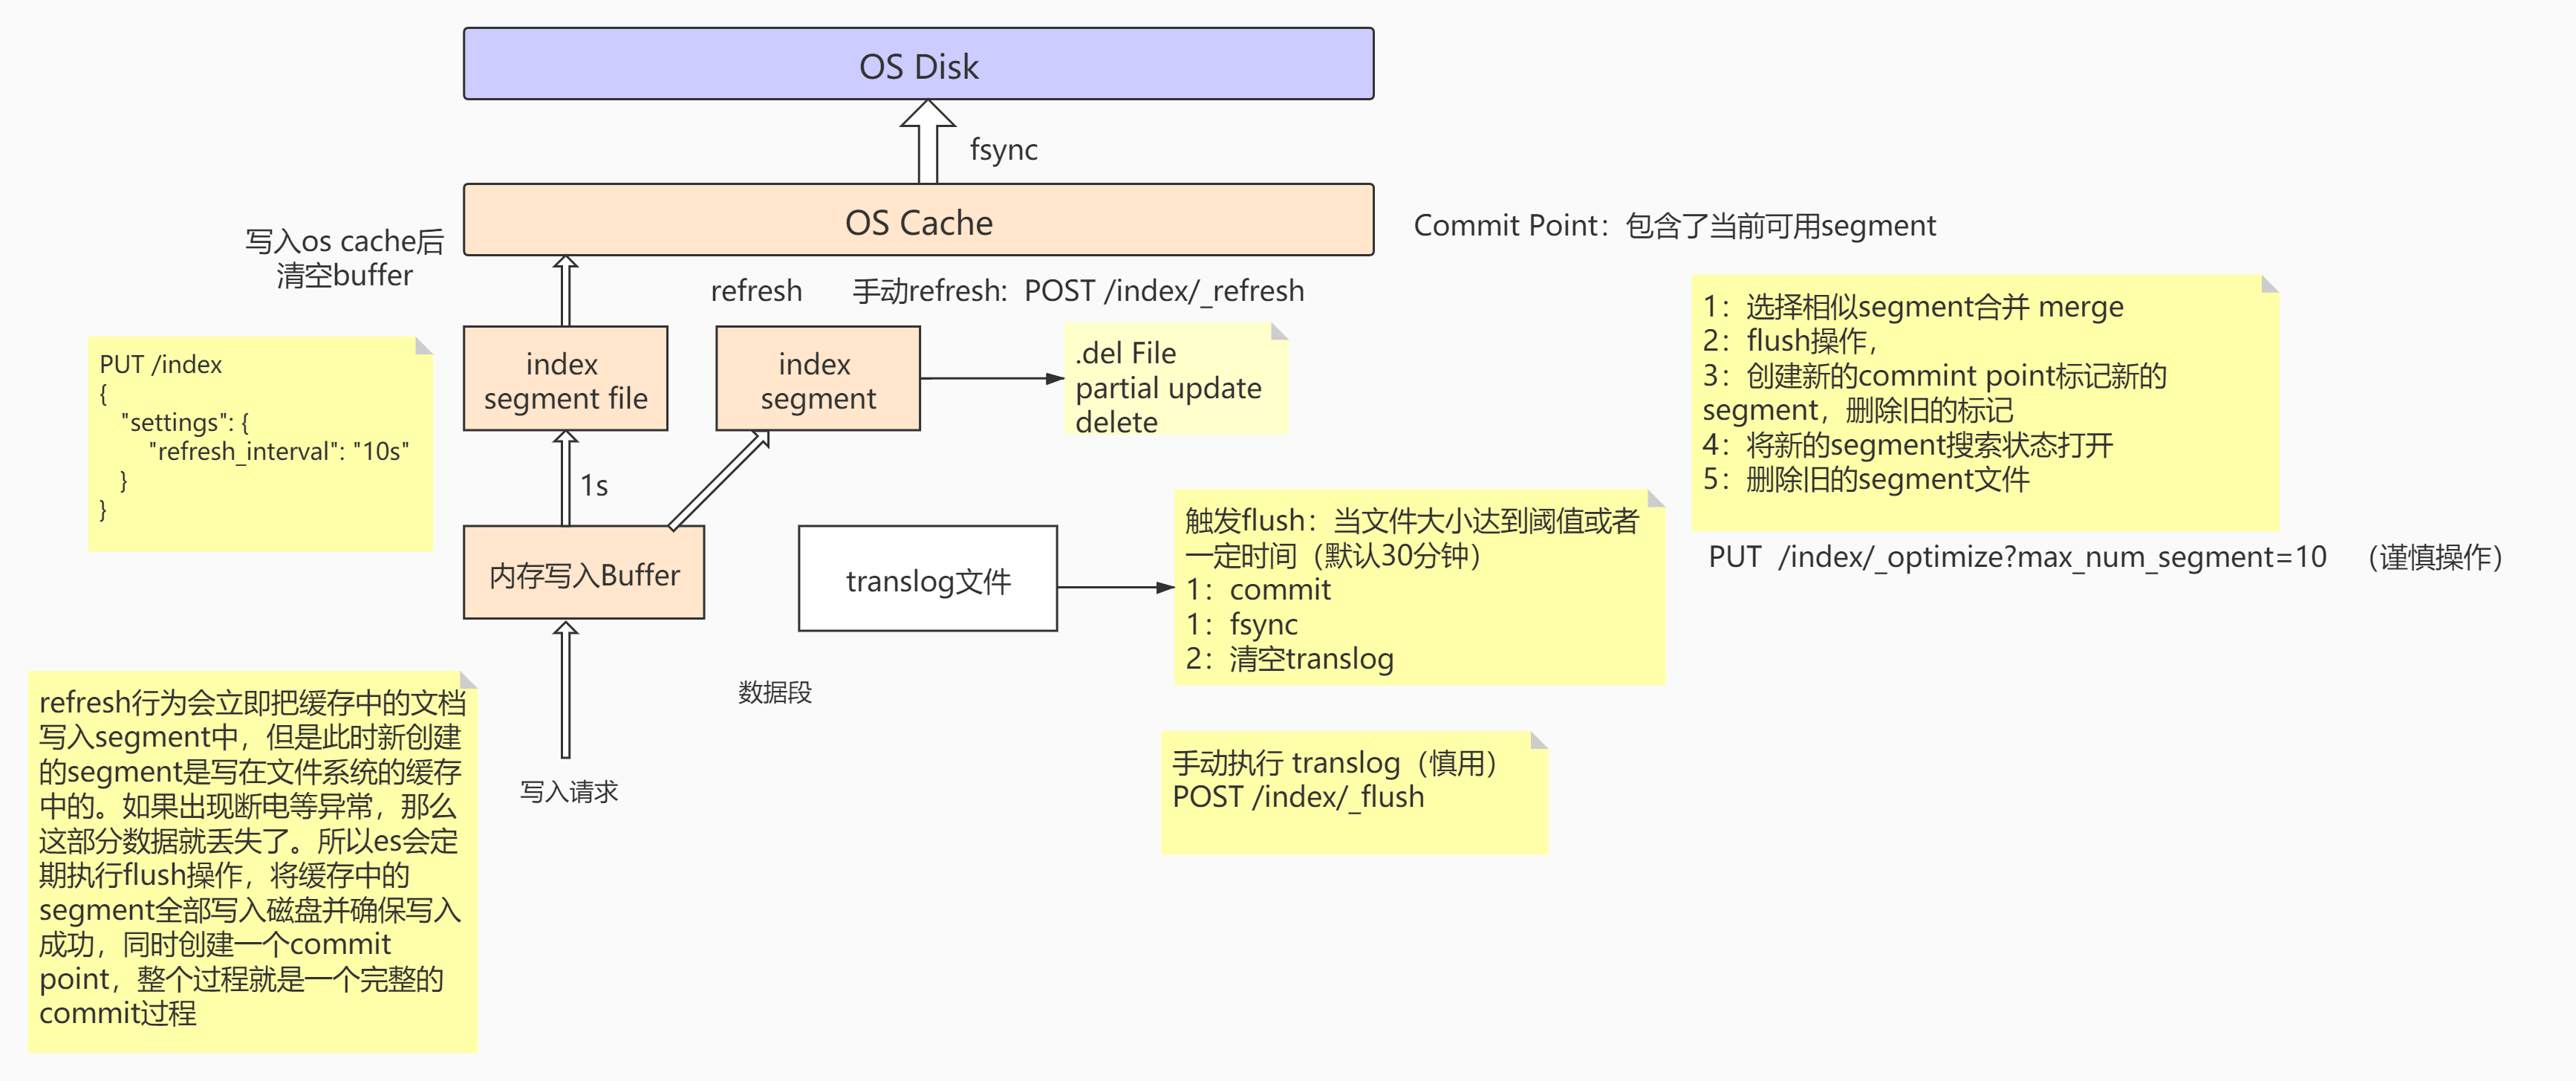 OS Disk
fsync
OS Cache
Commit Point：包含了当前可用segment
写入os cache后
清空buffer
refresh
手动refresh：POST /index/_refresh
PUT /index
{
"settings": {
"refresh_interval": "10s"
}
}
index
segment file
index
segment
.del File
partial update
delete
1：选择相似segment合并 merge
2：flush操作，
3：创建新的commint point标记新的
segment，删除旧的标记
4：将新的segment搜索状态打开
5：删除旧的segment文件
1s
内存写入Buffer
translog文件
触发flush：当文件大小达到阈值或者
一定时间（默认30分钟）
1：commit
1：fsync
2：清空translog
PUT /index/_optimize?max_num_segment=10 （谨慎操作）
数据段
写入请求
refresh行为会立即把缓存中的文档
写入segment中，但是此时新创建
的segment是写在文件系统的缓存
中的。如果出现断电等异常，那么
这部分数据就丢失了。所以es会定
期执行flush操作，将缓存中的
segment全部写入磁盘并确保写入
成功，同时创建一个commit
point，整个过程就是一个完整的
commit过程
手动执行 translog（慎用）
POST /index/_flush